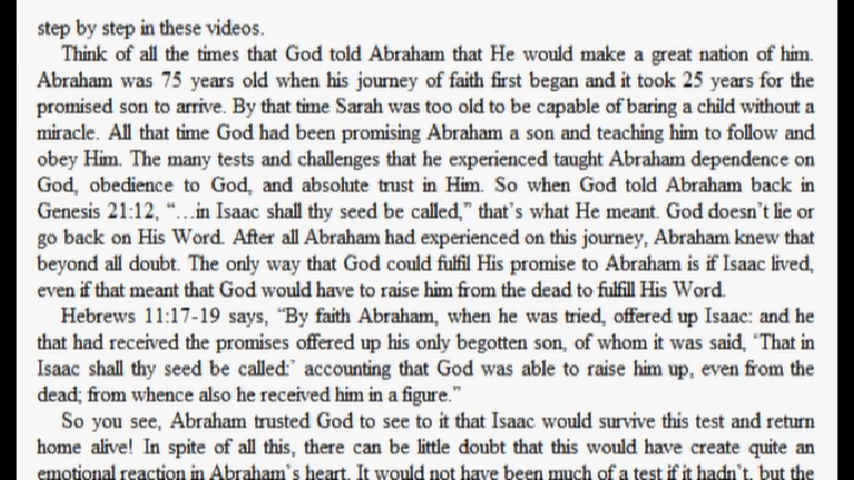 step by step in these videos.
Think of all the times that God told Abraham that He would make a great nation of him.
Abraham was 75 years old when his journey of faith first began and it took 25 years for the
promised son to arrive. By that time Sarah was too old to be capable of baring a child without a
miracle. All that time God had been promising Abraham a son and teaching him to follow and
obey Him. The many tests and challenges that he experienced taught Abraham dependence on
God, obedience to God, and absolute trust in Him. So when God told Abraham back in
Genesis 21:12, “…in Isaac shall thy seed be called,” that’s what He meant. God doesn’t lie or
go back on His Word. After all Abraham had experienced on this journey, Abraham knew that
beyond all doubt. The only way that God could fulfil His promise to Abraham is if Isaac lived,
even if that meant that God would have to raise him from the dead to fulfill His Word.
Hebrews 11:17-19 says, “By faith Abraham, when he was tried, offered up Isaac: and he
that had received the promises offered up his only begotten son, of whom it was said, ‘That in
Isaac shall thy seed be called:’ accounting that God was able to raise him up, even from the
dead; from whence also he received him in a figure.”
So you see, Abraham trusted God to see to it that Isaac would survive this test and return
home alive! In spite of all this, there can be little doubt that this would have create quite an
emotional reaction in Abraham’s heart. It would not have been much of a test if it hadn’t, but the